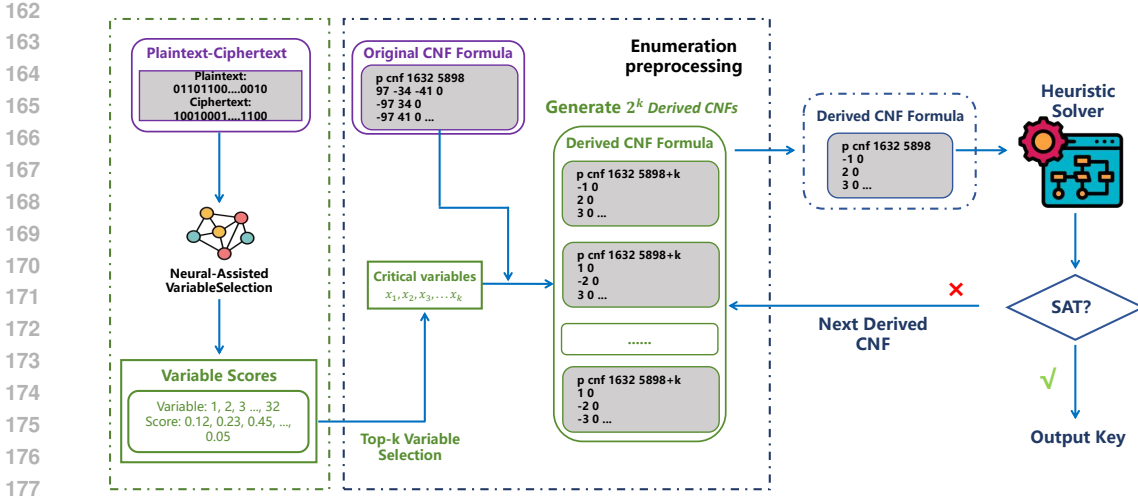 162
163
164
165
166
167
168
169
170
171
172
173
174
175
176
177
Plaintext-Ciphertext
Plaintext:
01101100....0010
Ciphertext:
10010001....1100
Neural-Assisted
VariableSelection
Variable Scores
Variable: 1, 2, 3 ..., 32
Score: 0.12, 0.23, 0.45, ...,
0.05
Top-k Variable
Selection
Original CNF Formula
p cnf 1632 5898
97 -34 -41 0
-97 34 0
-97 41 0 ...
Critical variables
x₁, x₂, x₃, ... xₖ
Enumeration
preprocessing
Generate 2ᵏ Derived CNFs
Derived CNF Formula
p cnf 1632 5898+k
-1 0
2 0
3 0 ...
p cnf 1632 5898+k
1 0
-2 0
3 0 ...
......
p cnf 1632 5898+k
1 0
-2 0
-3 0 ...
Derived CNF Formula
p cnf 1632 5898
-1 0
2 0
3 0 ...
Heuristic
Solver
SAT?
Next Derived
CNF
√
Output Key